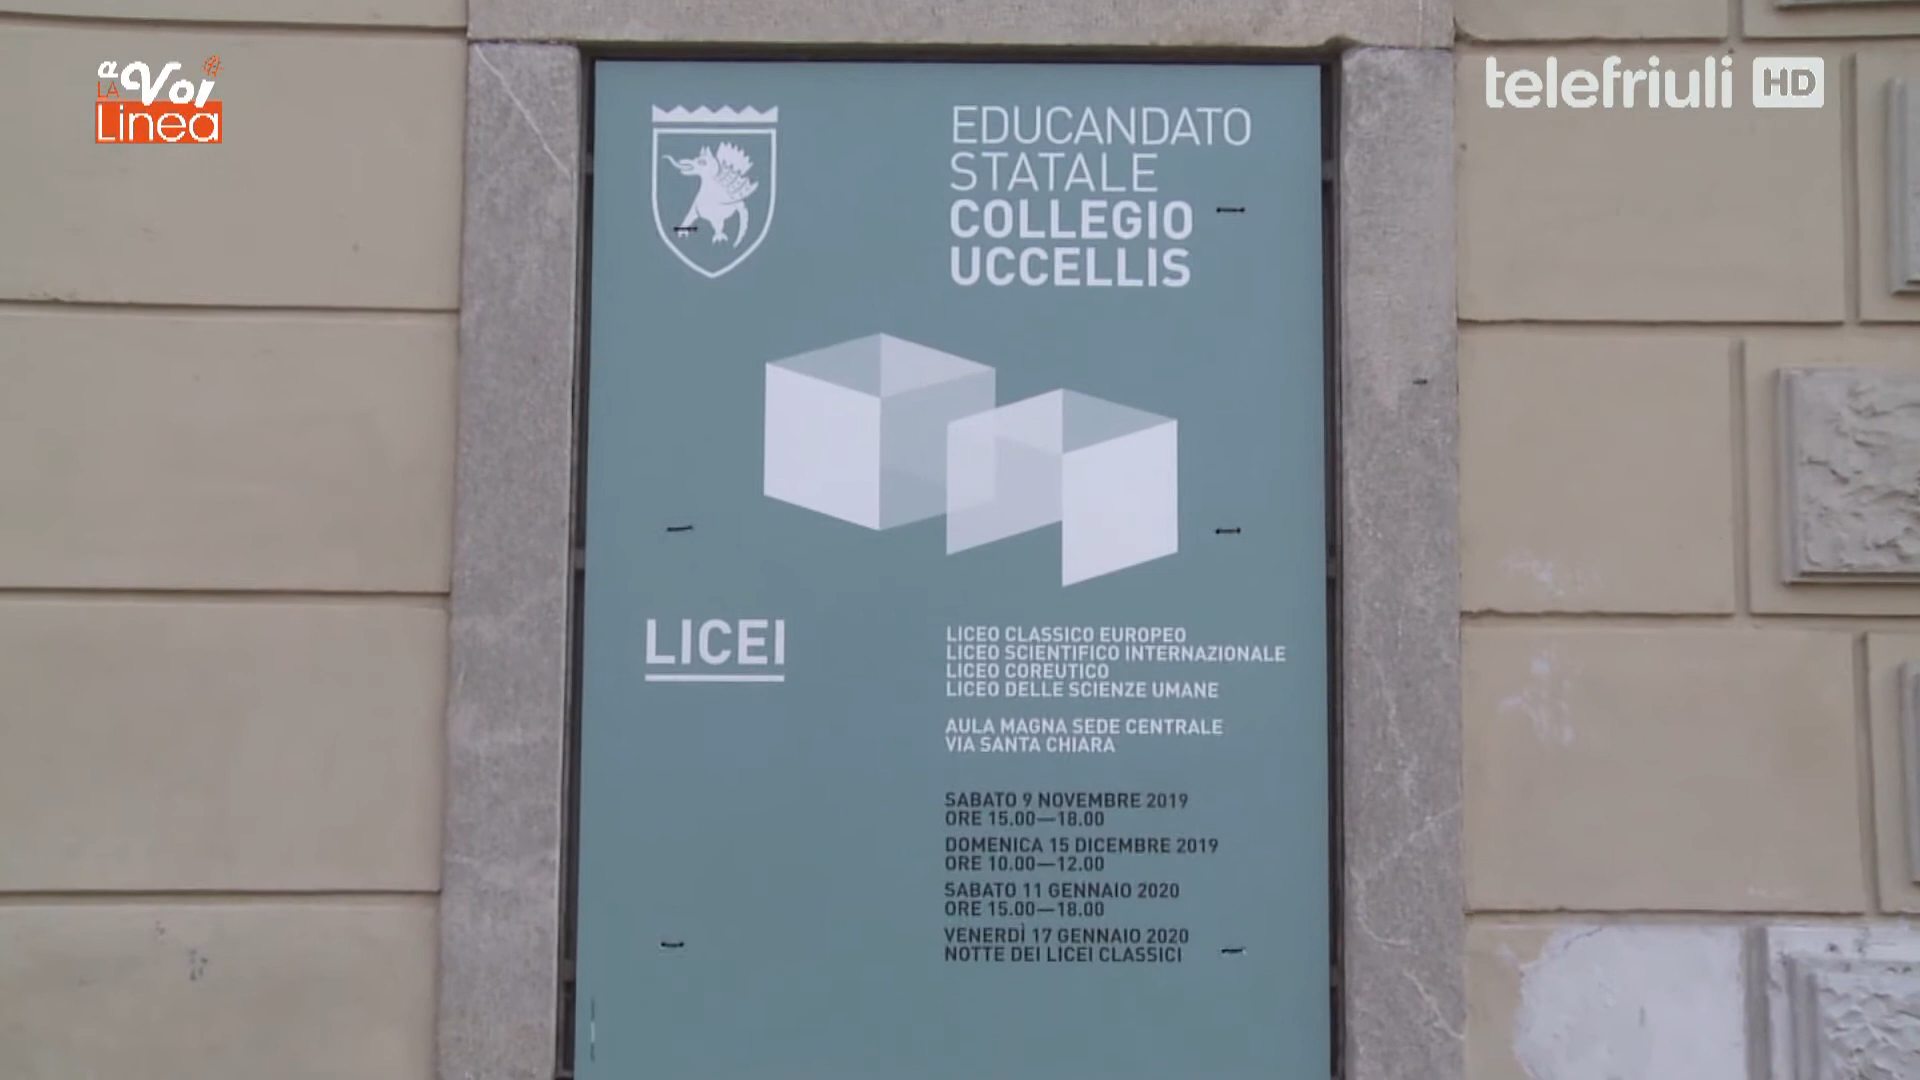 a Voi
LA
Linea
telefriuli HD
EDUCANDATO
STATALE
COLLEGIO
UCCELLIS
LICEI
LICEO CLASSICO EUROPEO
LICEO SCIENTIFICO INTERNAZIONALE
LICEO COREUTICO
LICEO DELLE SCIENZE UMANE
AULA MAGNA SEDE CENTRALE
VIA SANTA CHIARA
SABATO 9 NOVEMBRE 2019
ORE 15.00—18.00
DOMENICA 15 DICEMBRE 2019
ORE 10.00—12.00
SABATO 11 GENNAIO 2020
ORE 15.00—18.00
VENERDÌ 17 GENNAIO 2020
NOTTE DEI LICEI CLASSICI